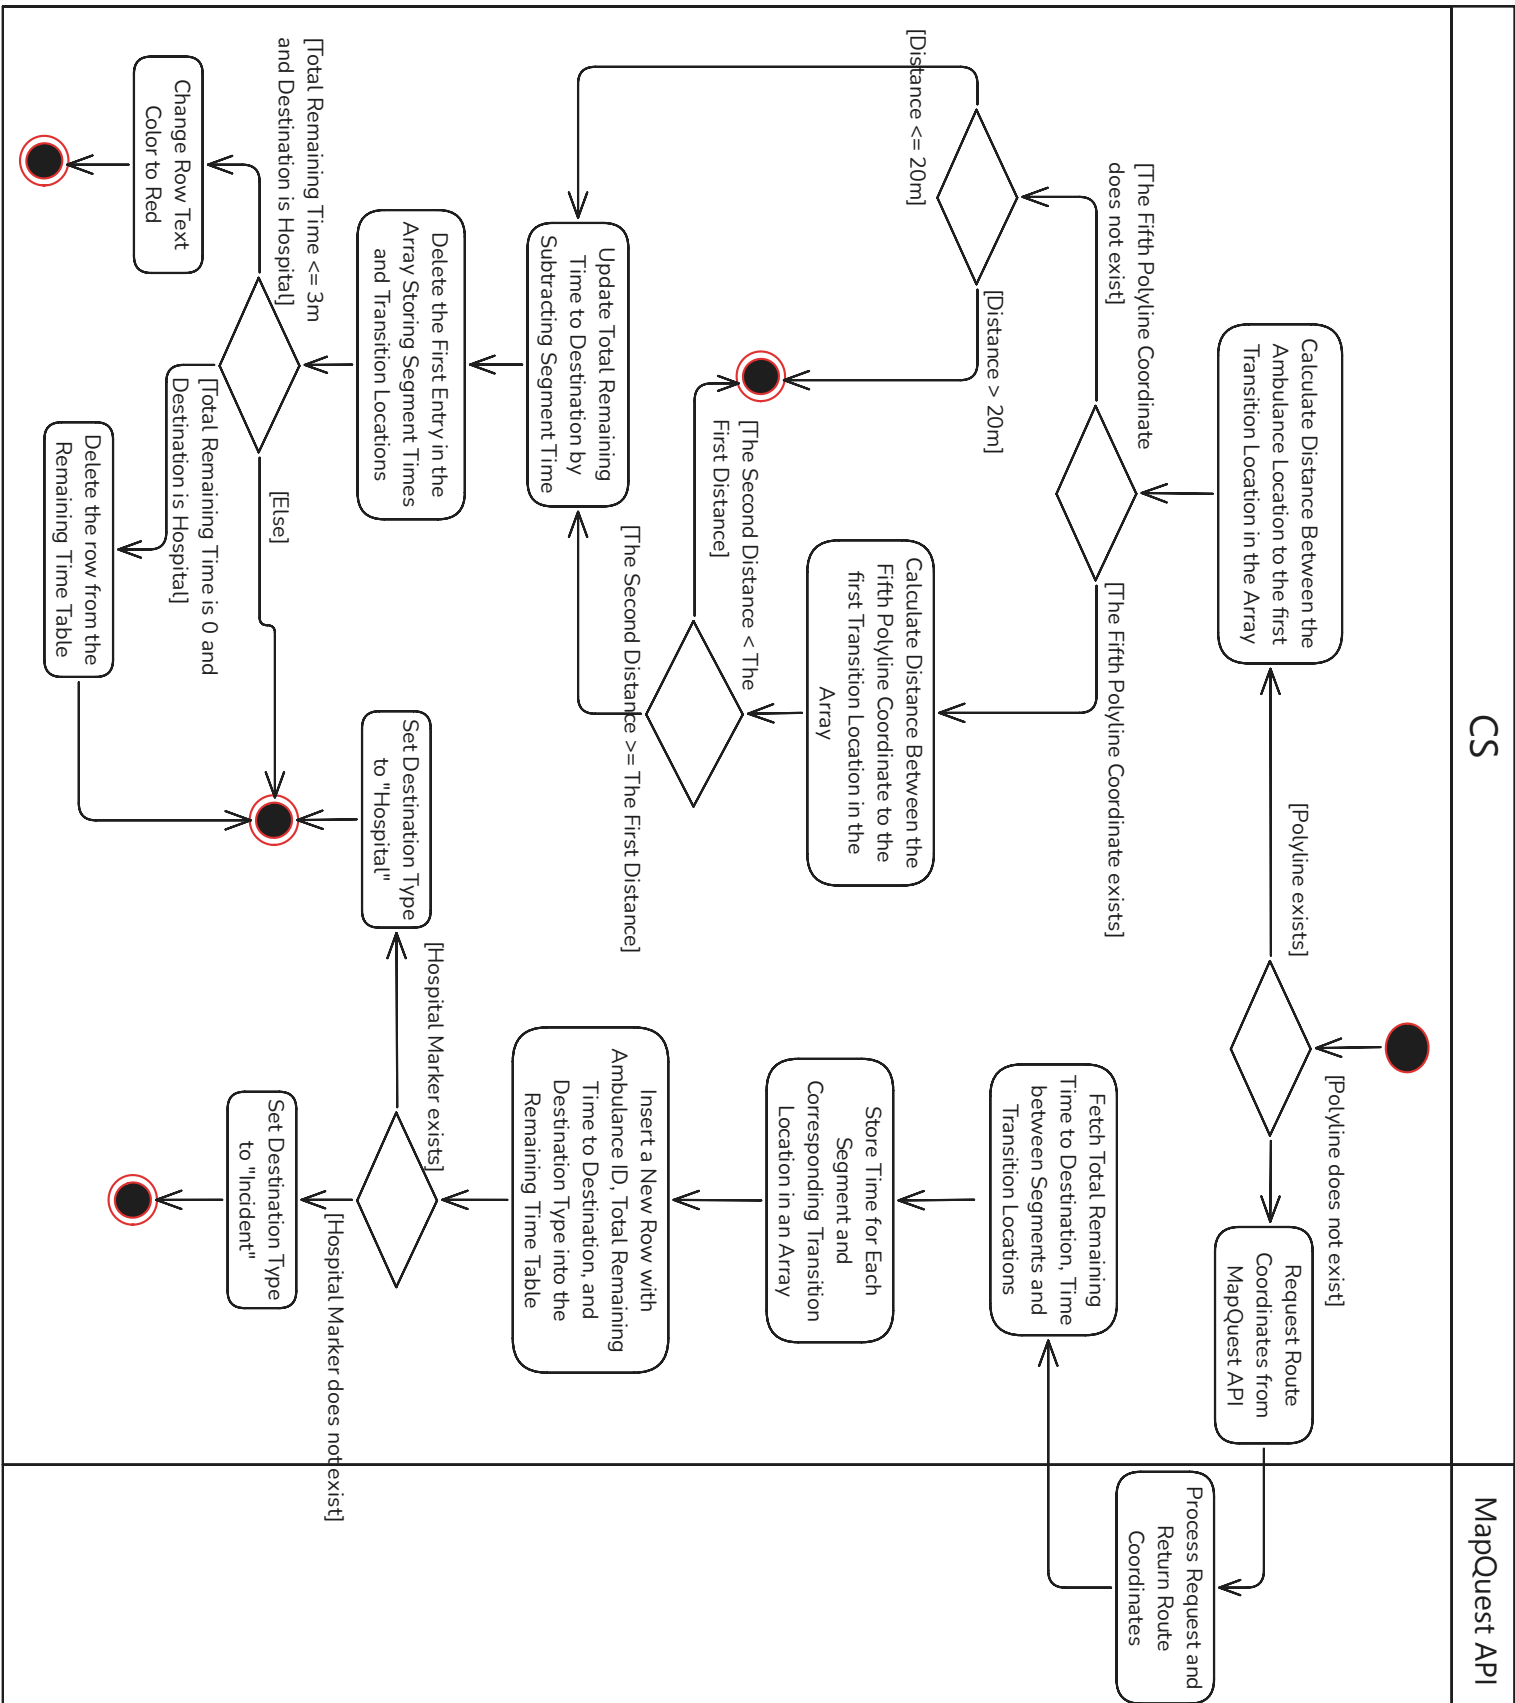 CS
MapQuest API
[Polyline exists]
[Polyline does not exist]
Calculate Distance Between the
Ambulance Location to the first
Transition Location in the Array
Request Route
Coordinates from
MapQuest API
Process Request and
Return Route
Coordinates
[The Fifth Polyline Coordinate
does not exist]
[The Fifth Polyline Coordinate exists]
Fetch Total Remaining
Time to Destination, Time
between Segments and
Transition Locations
[Distance <= 20m]
[Distance > 20m]
Calculate Distance Between the
Fifth Polyline Coordinate to the
first Transition Location in the
Array
Store Time for Each
Segment and
Corresponding Transition
Location in an Array
[The Second Distance < The
First Distance]
[The Second Distance >= The First Distance]
Update Total Remaining
Time to Destination by
Subtracting Segment Time
Insert a New Row with
Ambulance ID, Total Remaining
Time to Destination, and
Destination Type into the
Remaining Time Table
Delete the First Entry in the
Array Storing Segment Times
and Transition Locations
[Hospital Marker exists]
[Hospital Marker does not exist]
Set Destination Type
to "Hospital"
Set Destination Type
to "Incident"
[Total Remaining Time <= 3m
and Destination is Hospital]
[Else]
[Total Remaining Time is 0 and
Destination is Hospital]
Change Row Text
Color to Red
Delete the row from the
Remaining Time Table